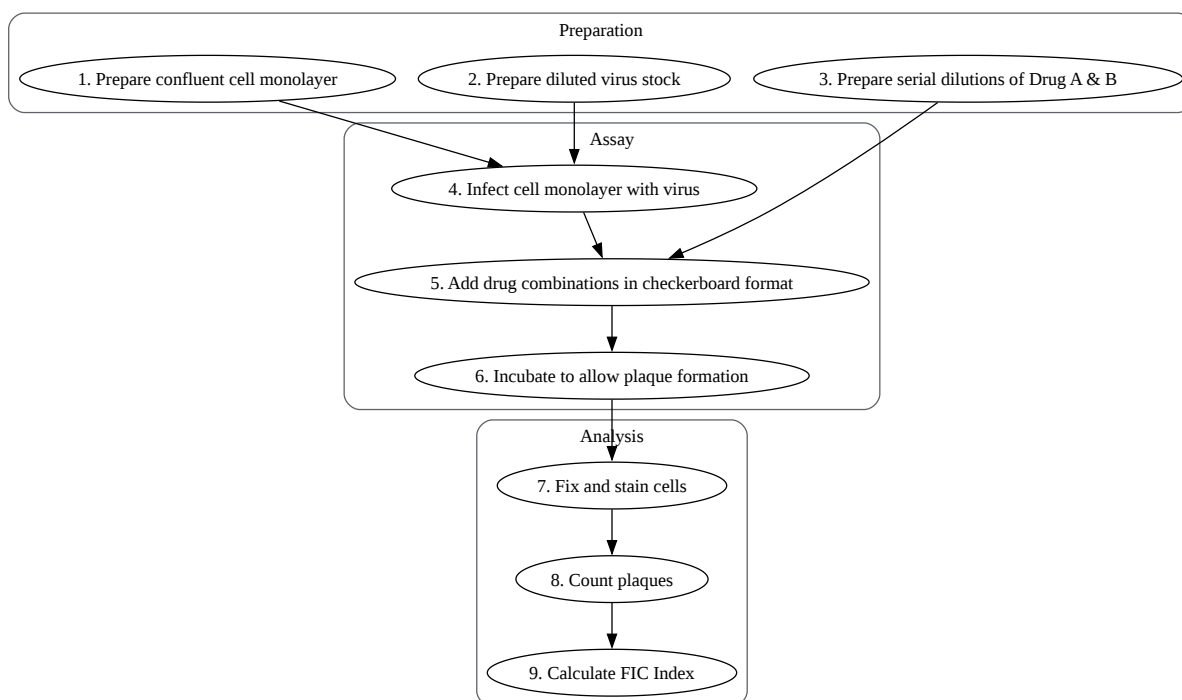 Preparation
1. Prepare confluent cell monolayer
2. Prepare diluted virus stock
3. Prepare serial dilutions of Drug A & B
Assay
4. Infect cell monolayer with virus
5. Add drug combinations in checkerboard format
6. Incubate to allow plaque formation
Analysis
7. Fix and stain cells
8. Count plaques
9. Calculate FIC Index